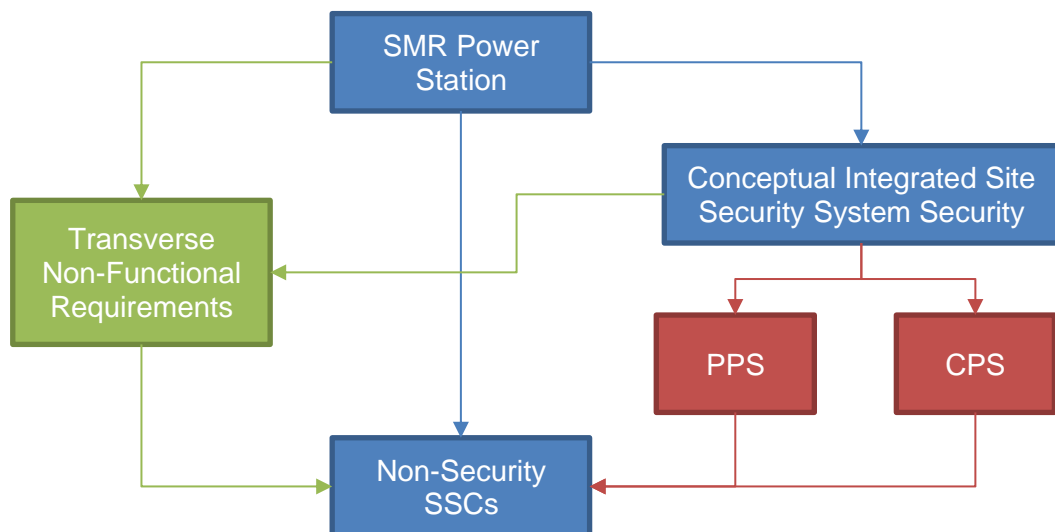 SMR Power
Station
Conceptual Integrated Site
Security System Security
Transverse
Non-Functional
Requirements
PPS
CPS
Non-Security
SSCs